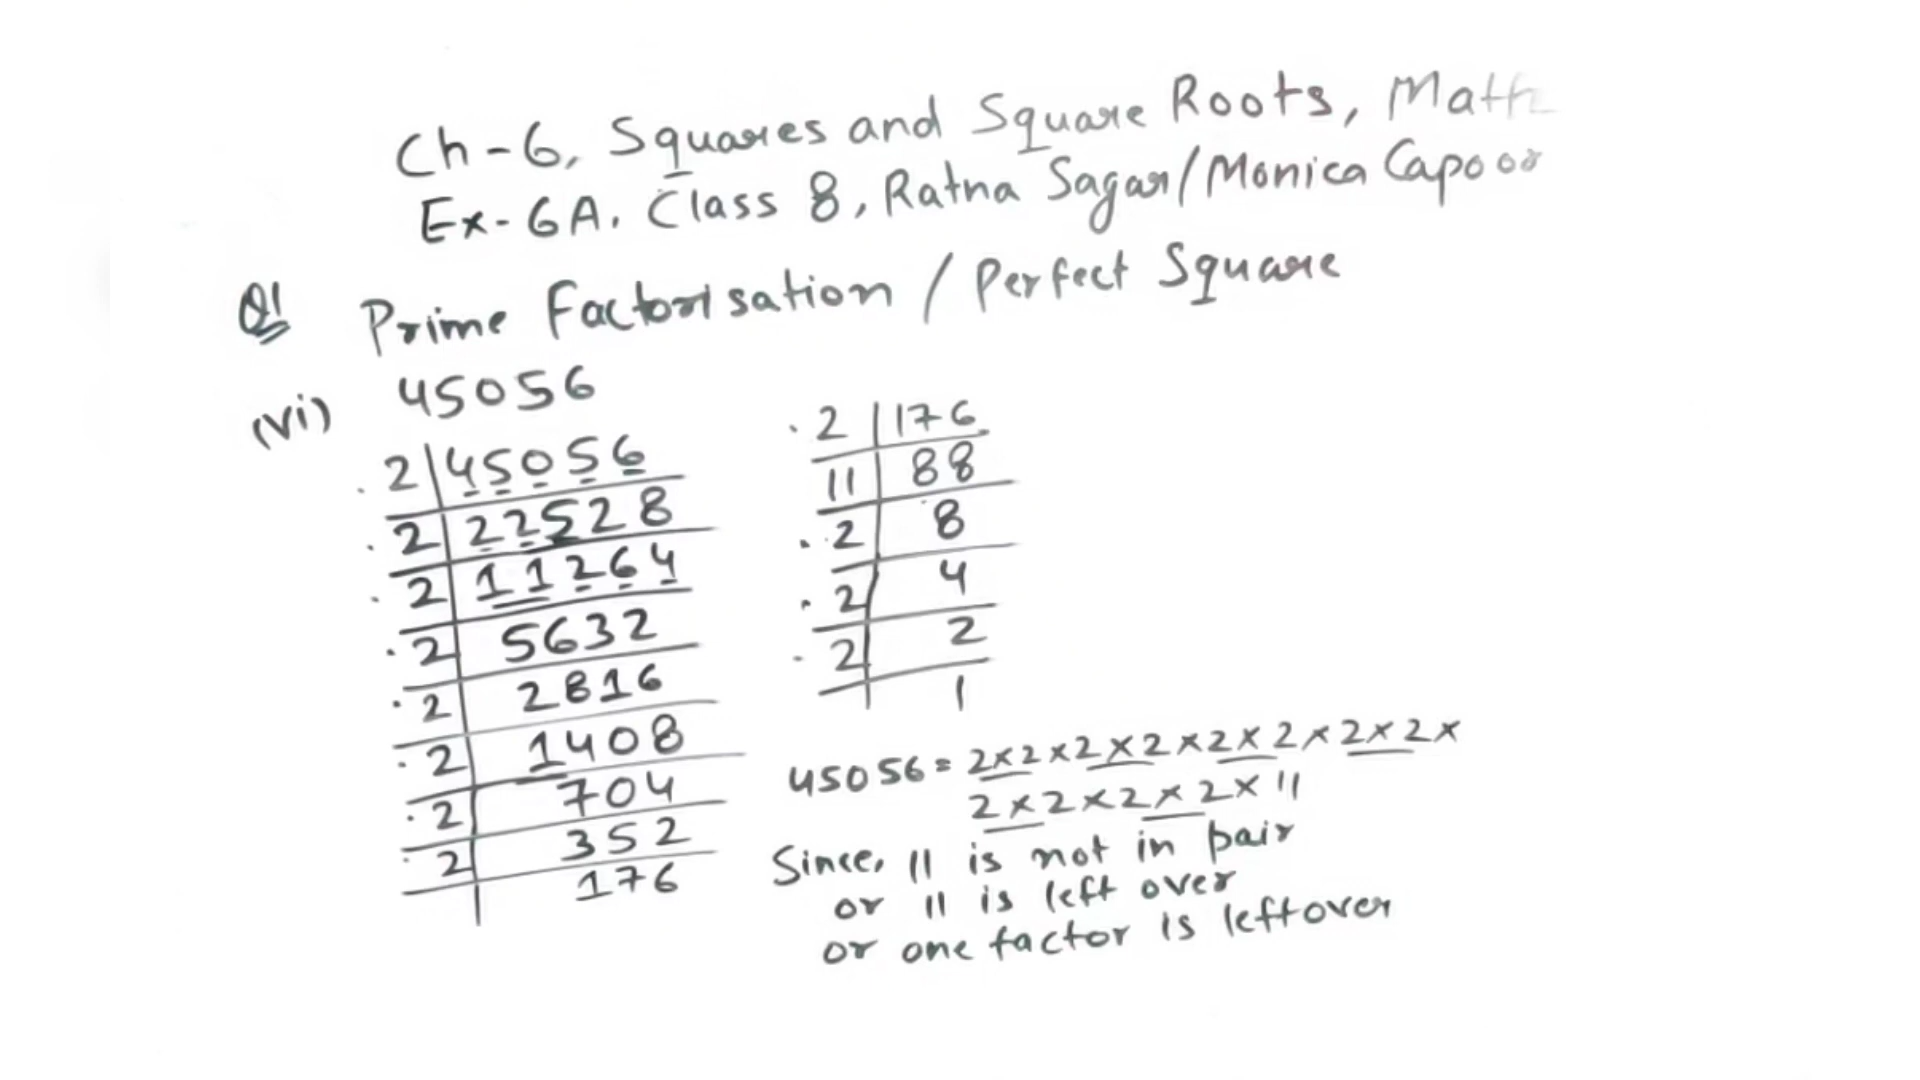 Ch-6, Squares and Square Roots, Math
Ex-6A, Class 8, Ratna Sagar/Monica Capoor
Q1 Prime Factorisation / Perfect Square
(vi) 45056
2 | 45056
2 | 22528
2 | 11264
2 | 5632
2 | 2816
2 | 1408
2 | 704
2 | 352
176
2 | 176
11 | 88
2 | 8
2 | 4
2 | 2
1
45056 = 2×2×2×2×2×2×2×2×
2×2×2×2×11
Since, 11 is not in pair
or 11 is left over
or one factor is leftover